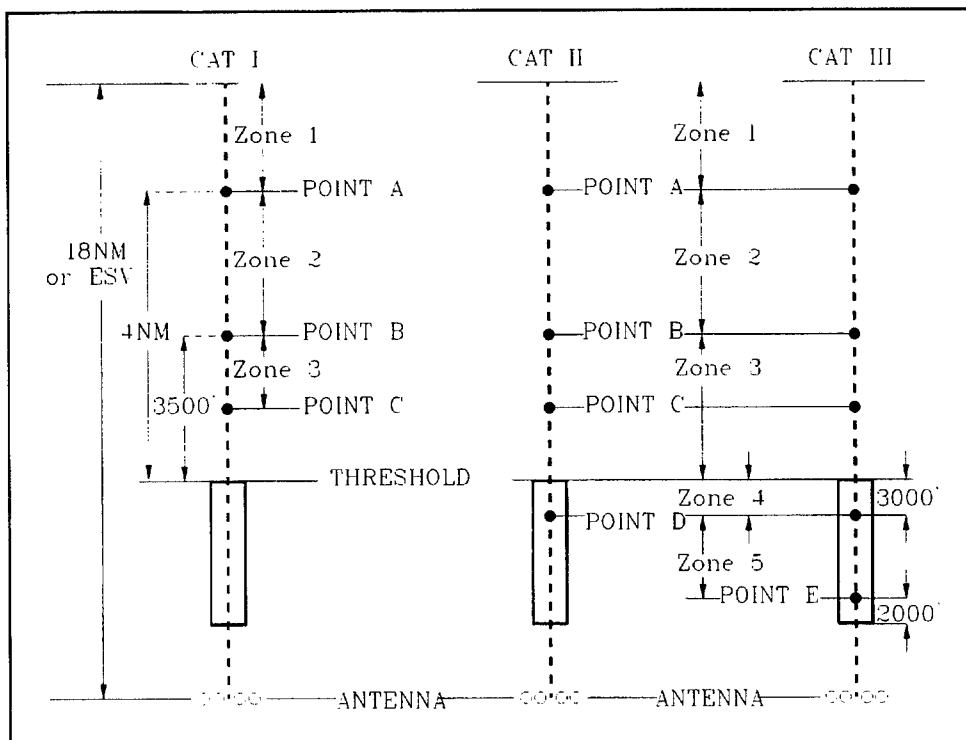 CAT I
CAT II
CAT III
Zone 1
Zone 1
POINT A
POINT A
18NM
or ESV
Zone 2
Zone 2
4NM
POINT B
POINT B
Zone 3
Zone 3
3500'
POINT C
POINT C
THRESHOLD
Zone 4
3000'
POINT D
Zone 5
POINT E
2000'
ANTENNA
ANTENNA